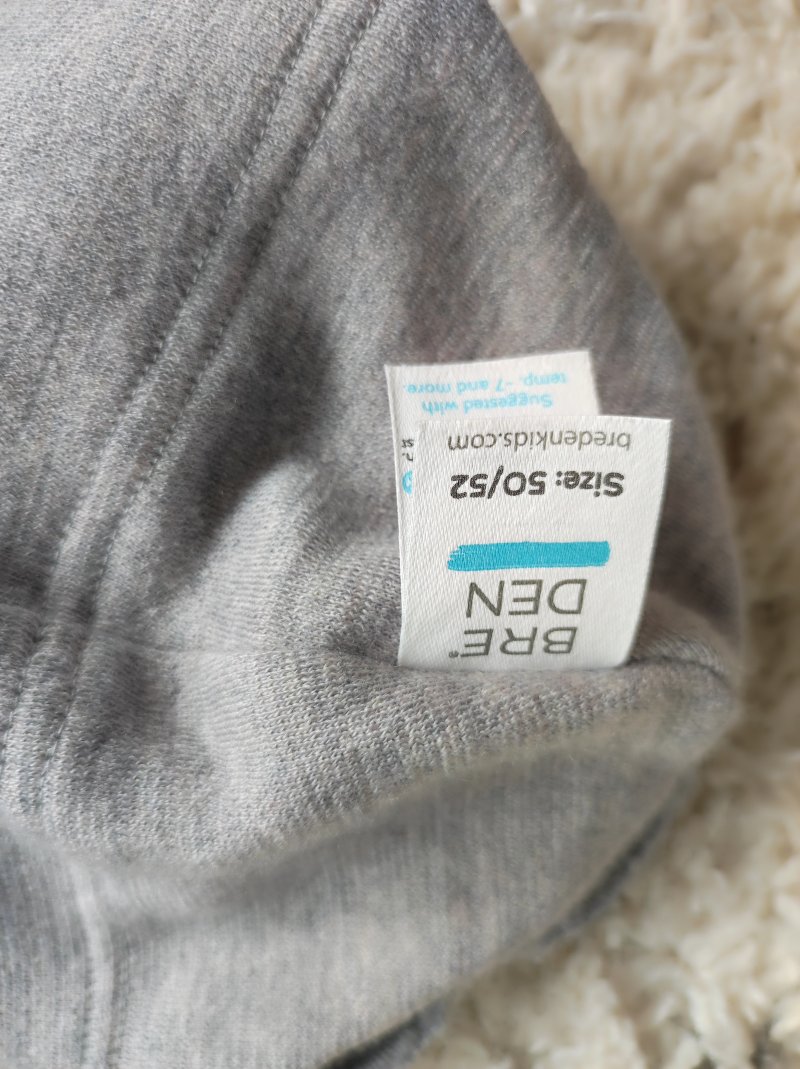 BRE®
DEN
Size: 50/52
bredenkids.com
Suggested with
temp. -7 and more.